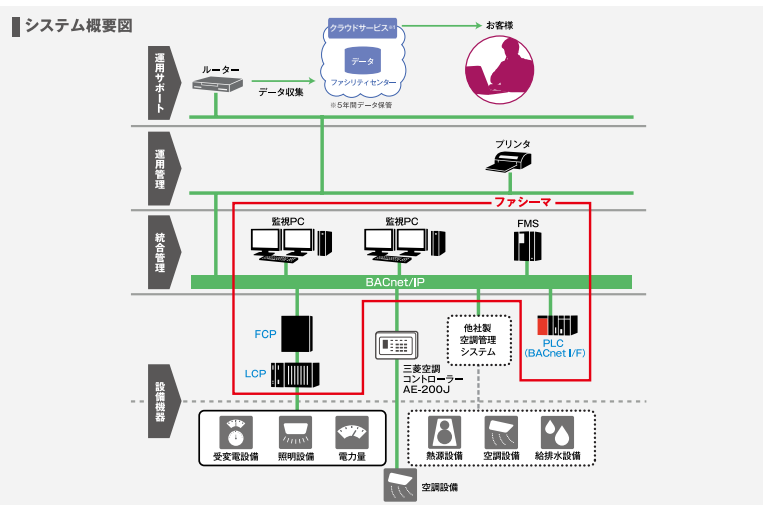 システム概要図
運用サポート
ルーター
データ収集
クラウドサービス※1
データ
ファシリティセンター
※5年間データ保管
お客様
運用管理
プリンタ
ファシーマ
統合管理
監視PC
監視PC
FMS
BACnet/IP
設備機器
FCP
LCP
三菱空調
コントローラー
AE-200J
他社製
空調管理
システム
PLC
(BACnet I/F)
受変電設備
照明設備
電力量
熱源設備
空調設備
給排水設備
空調設備